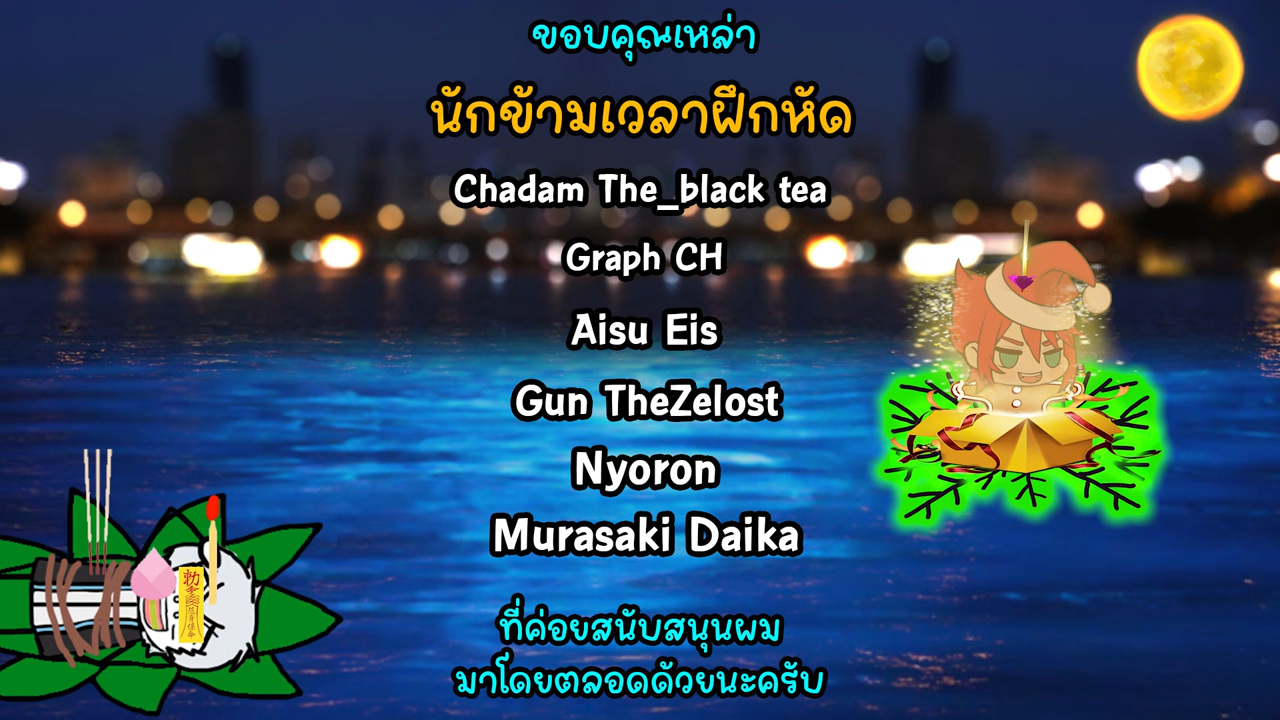 ขอบคุณเหล่า
นักข้ามเวลาฝึกหัด
Chadam The_black tea
Graph CH
Aisu Eis
Gun TheZelost
Nyoron
Murasaki Daika
ที่ค่อยสนับสนุนผม
มาโดยตลอดด้วยนะครับ